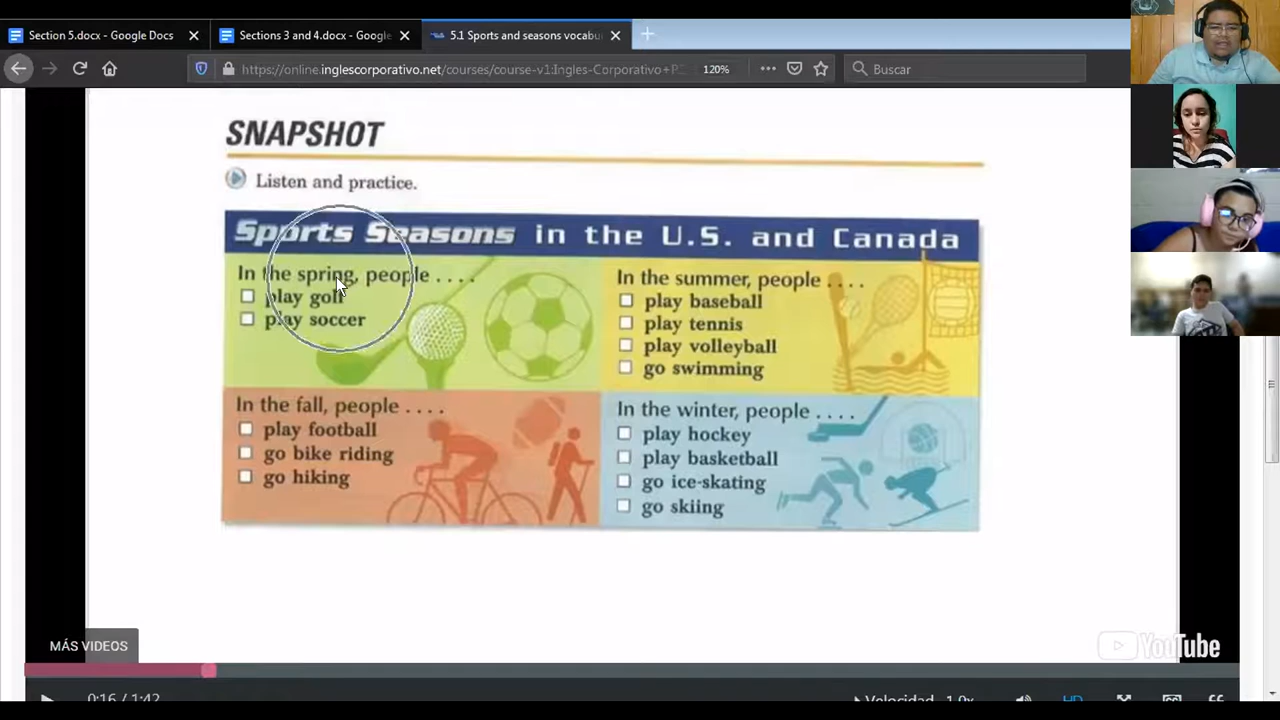 Section 5.docx - Google Docs
Sections 3 and 4.docx - Google
5.1 Sports and seasons vocabu
https://online.inglescorporativo.net/courses/course-v1:Ingles-Corporativo+P
120%
Buscar
SNAPSHOT
Listen and practice.
Sports Seasons in the U.S. and Canada
In the spring, people . . . .
play golf
play soccer
In the summer, people . . . .
play baseball
play tennis
play volleyball
go swimming
In the fall, people . . . .
play football
go bike riding
go hiking
In the winter, people . . . .
play hockey
play basketball
go ice-skating
go skiing
MÁS VIDEOS
YouTube
0:16 / 1:42
Velocidad 1.0x
HD